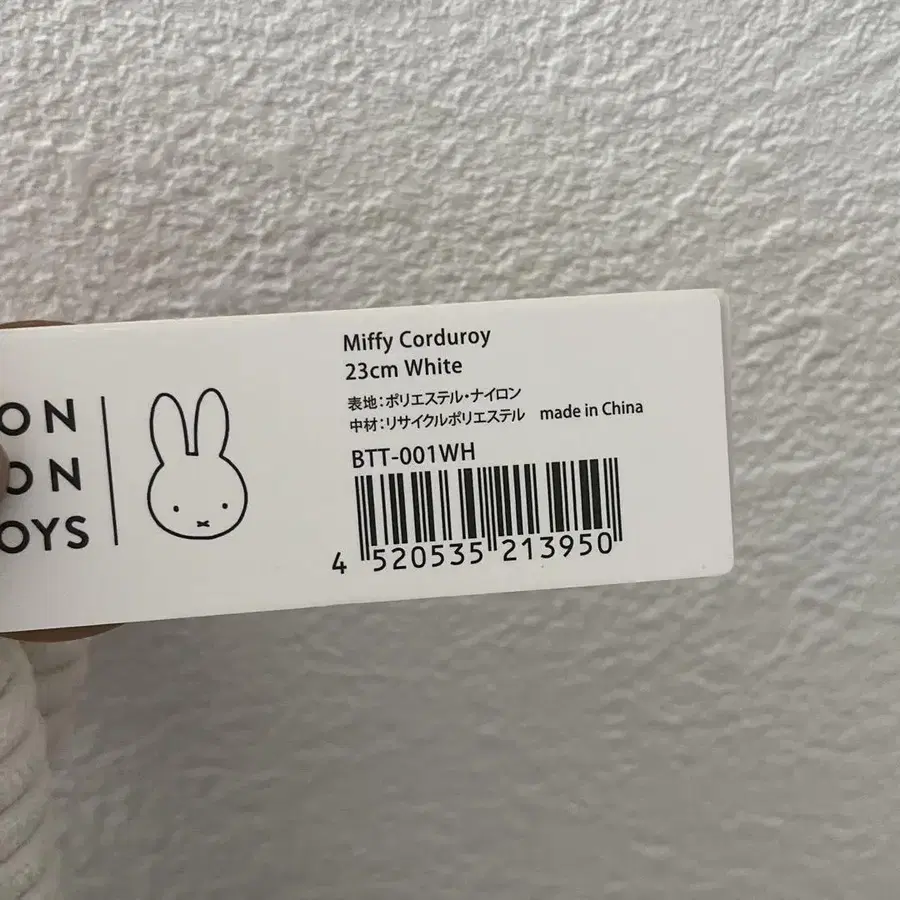 ON
ON
OYS
Miffy Corduroy
23cm White
表地:ポリエステル・ナイロン
中材:リサイクルポリエステル made in China
BTT-001WH
4 520535 213950